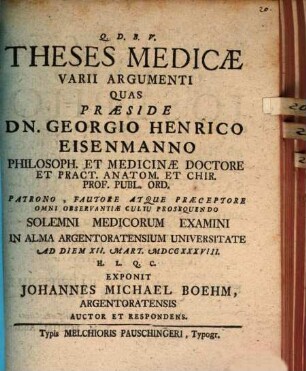 20.
Q. D. B. V.
THESES MEDICÆ
VARII ARGUMENTI
QUAS
PRÆSIDE
DN. GEORGIO HENRICO
EISENMANNO
PHILOSOPH. ET MEDICINÆ DOCTORE
ET PRACT. ANATOM. ET CHIR.
PROF. PUBL. ORD.
PATRONO, FAUTORE ATQUE PRÆCEPTORE
OMNI OBSERVANTIÆ CULTU PROSEQUENDO
SOLEMNI MEDICORUM EXAMINI
IN ALMA ARGENTORATENSIUM UNIVERSITATE
AD DIEM XII. MART. MDCCXXXVIII.
H. L. Q. C.
EXPONIT
JOHANNES MICHAEL BOEHM,
ARGENTORATENSIS
AUCTOR ET RESPONDENS.
Typis MELCHIORIS PAUSCHINGERI, Typogr.